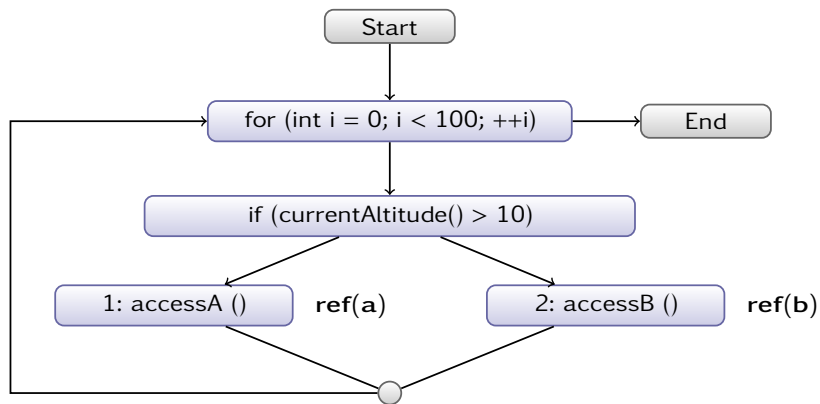 Start
for (int i = 0; i < 100; ++i)
End
if (currentAltitude() > 10)
1: accessA ()
ref(a)
2: accessB ()
ref(b)